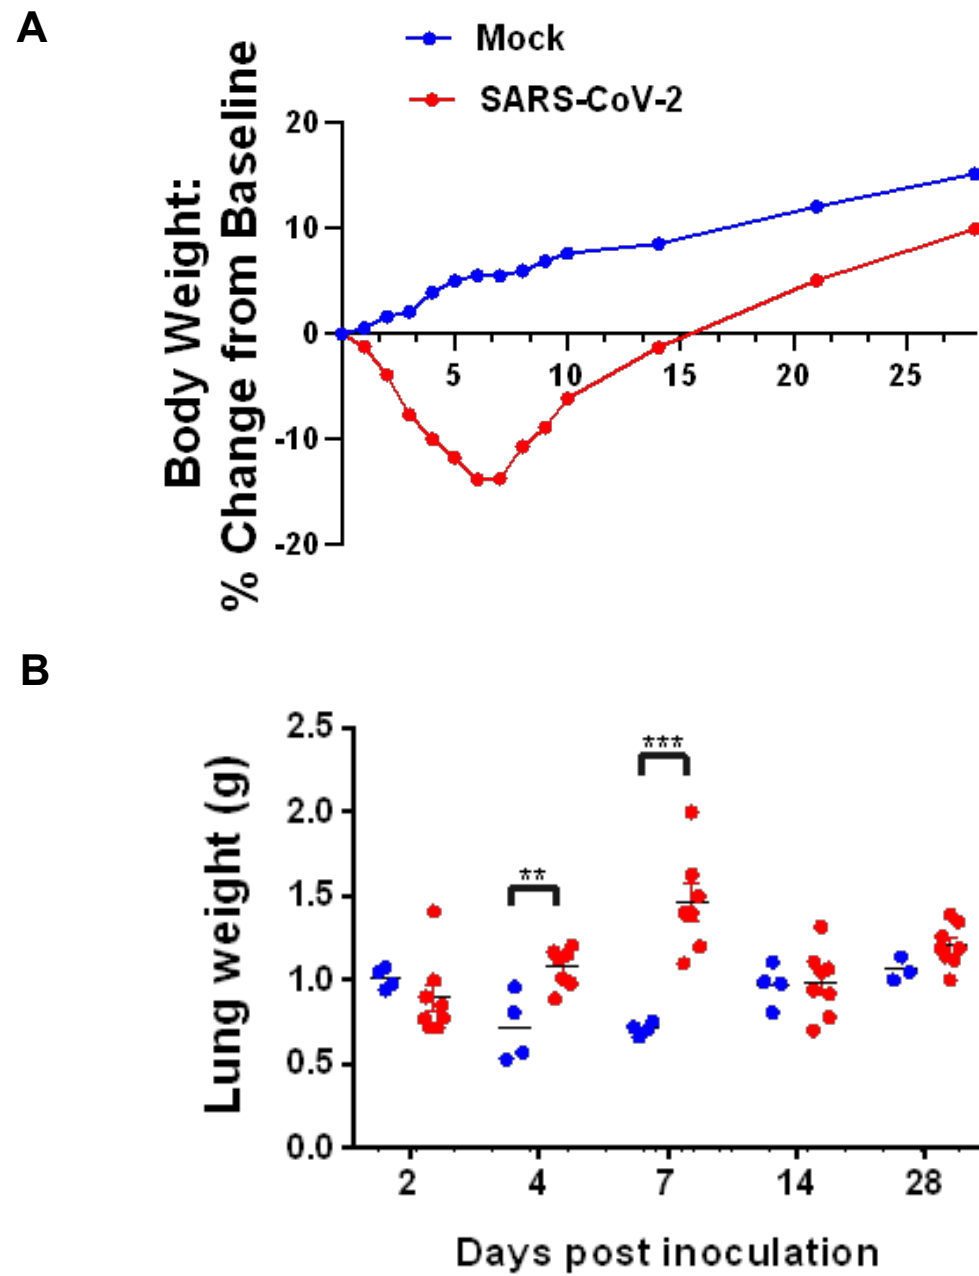 A
Mock
SARS-CoV-2
Body Weight:
% Change from Baseline
20
10
0
-10
-20
5
10
15
20
25
B
Lung weight (g)
2.5
2.0
1.5
1.0
0.5
0.0
**
***
2
4
7
14
28
Days post inoculation